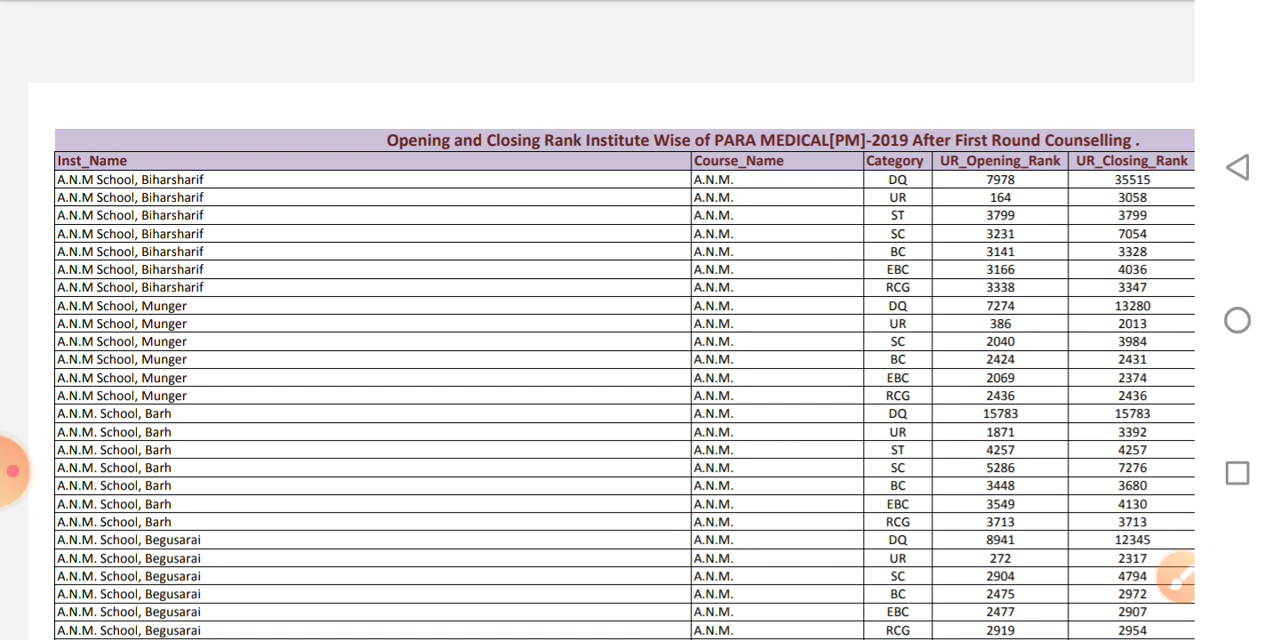 Opening and Closing Rank Institute Wise of PARA MEDICAL[PM]-2019 After First Round Counselling .
Inst_Name Course_Name Category UR_Opening_Rank UR_Closing_Rank
A.N.M School, Biharsharif A.N.M. DQ 7978 35515
A.N.M School, Biharsharif A.N.M. UR 164 3058
A.N.M School, Biharsharif A.N.M. ST 3799 3799
A.N.M School, Biharsharif A.N.M. SC 3231 7054
A.N.M School, Biharsharif A.N.M. BC 3141 3328
A.N.M School, Biharsharif A.N.M. EBC 3166 4036
A.N.M School, Biharsharif A.N.M. RCG 3338 3347
A.N.M School, Munger A.N.M. DQ 7274 13280
A.N.M School, Munger A.N.M. UR 386 2013
A.N.M School, Munger A.N.M. SC 2040 3984
A.N.M School, Munger A.N.M. BC 2424 2431
A.N.M School, Munger A.N.M. EBC 2069 2374
A.N.M School, Munger A.N.M. RCG 2436 2436
A.N.M. School, Barh A.N.M. DQ 15783 15783
A.N.M. School, Barh A.N.M. UR 1871 3392
A.N.M. School, Barh A.N.M. ST 4257 4257
A.N.M. School, Barh A.N.M. SC 5286 7276
A.N.M. School, Barh A.N.M. BC 3448 3680
A.N.M. School, Barh A.N.M. EBC 3549 4130
A.N.M. School, Barh A.N.M. RCG 3713 3713
A.N.M. School, Begusarai A.N.M. DQ 8941 12345
A.N.M. School, Begusarai A.N.M. UR 272 2317
A.N.M. School, Begusarai A.N.M. SC 2904 4794
A.N.M. School, Begusarai A.N.M. BC 2475 2972
A.N.M. School, Begusarai A.N.M. EBC 2477 2907
A.N.M. School, Begusarai A.N.M. RCG 2919 2954